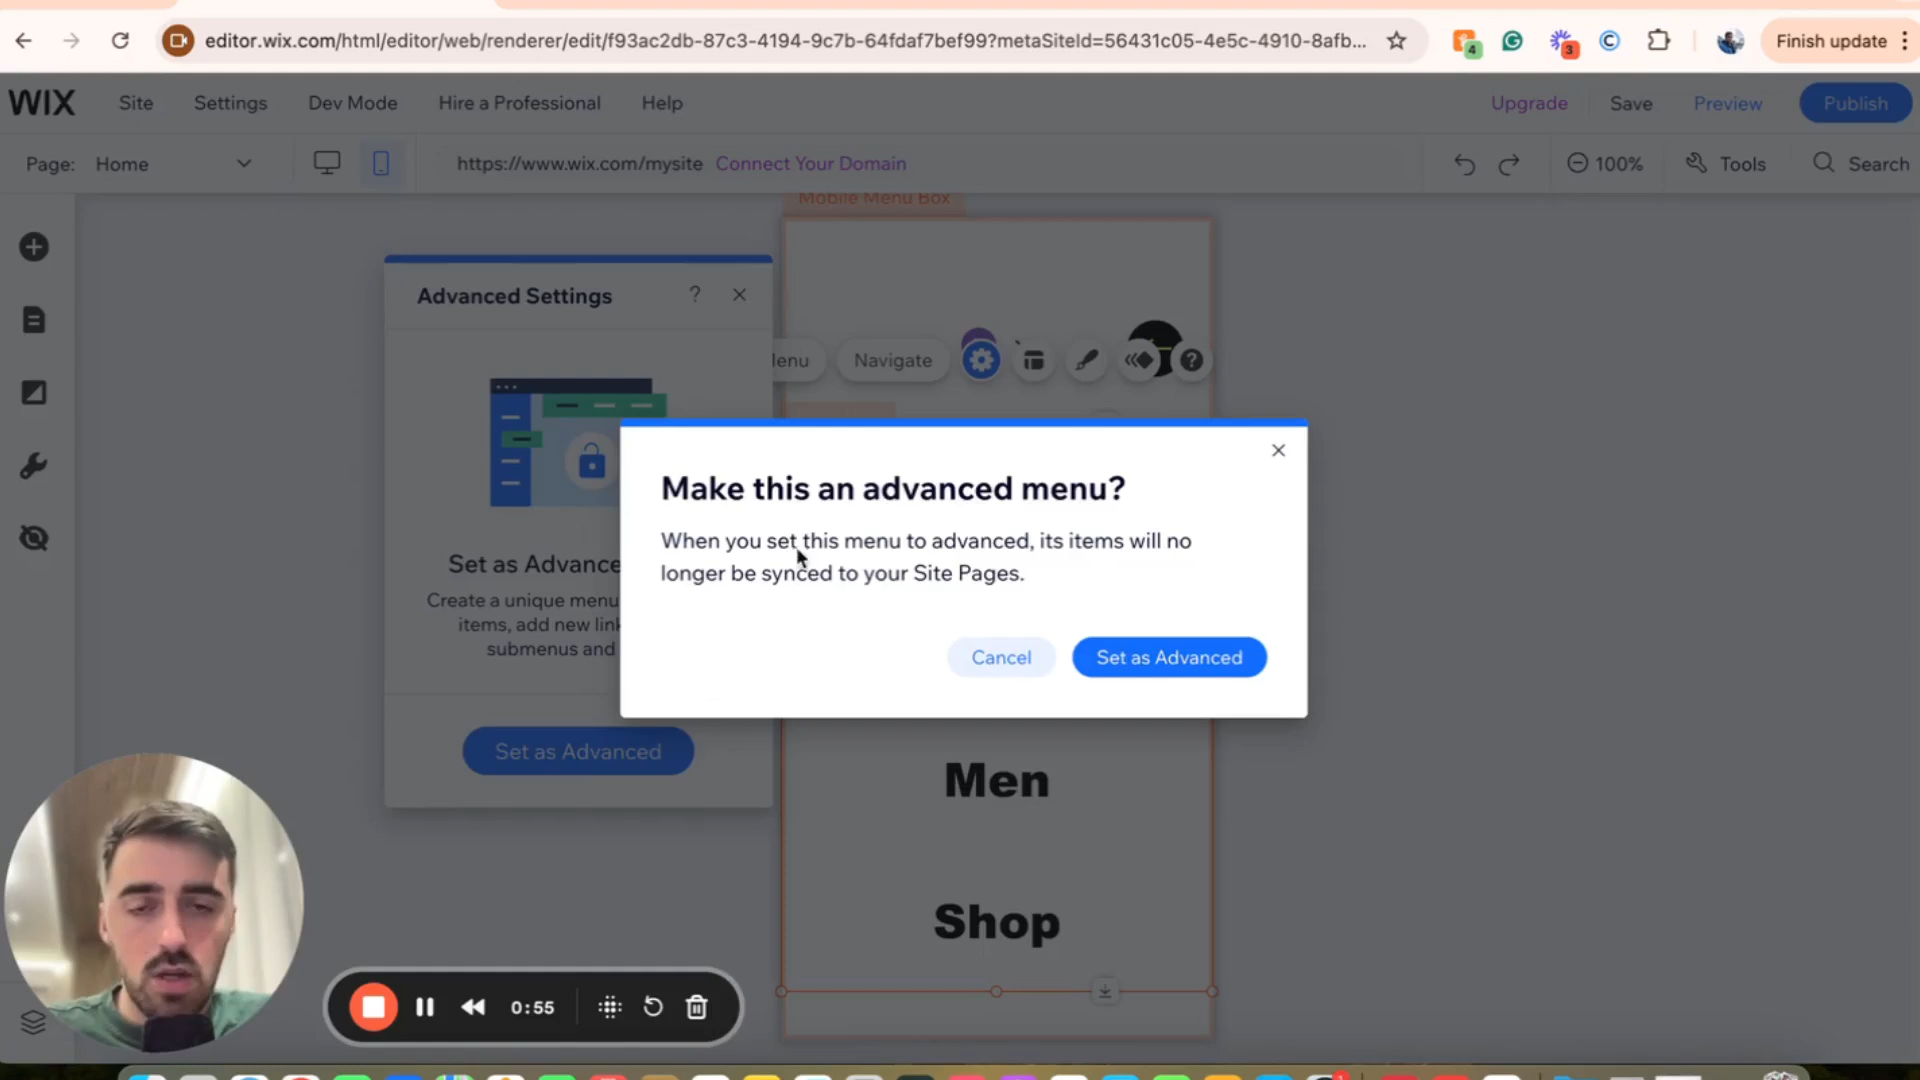 editor.wix.com/html/editor/web/renderer/edit/f93ac2db-87c3-4194-9c7b-64fdaf7bef99?metaSiteId=56431c05-4e5c-4910-8afb...
4
3
Finish update
WIX
Site
Settings
Dev Mode
Hire a Professional
Help
Upgrade
Save
Preview
Publish
Page:
Home
https://www.wix.com/mysite
Connect Your Domain
100%
Tools
Search
Mobile Menu Box
Advanced Settings
?
Navigate
?
Make this an advanced menu?
When you set this menu to advanced, its items will no
longer be synced to your Site Pages.
Cancel
Set as Advanced
Set as
Create a unique menu
items, add new
submenus and
Set as Advanced
Men
Shop
0:55